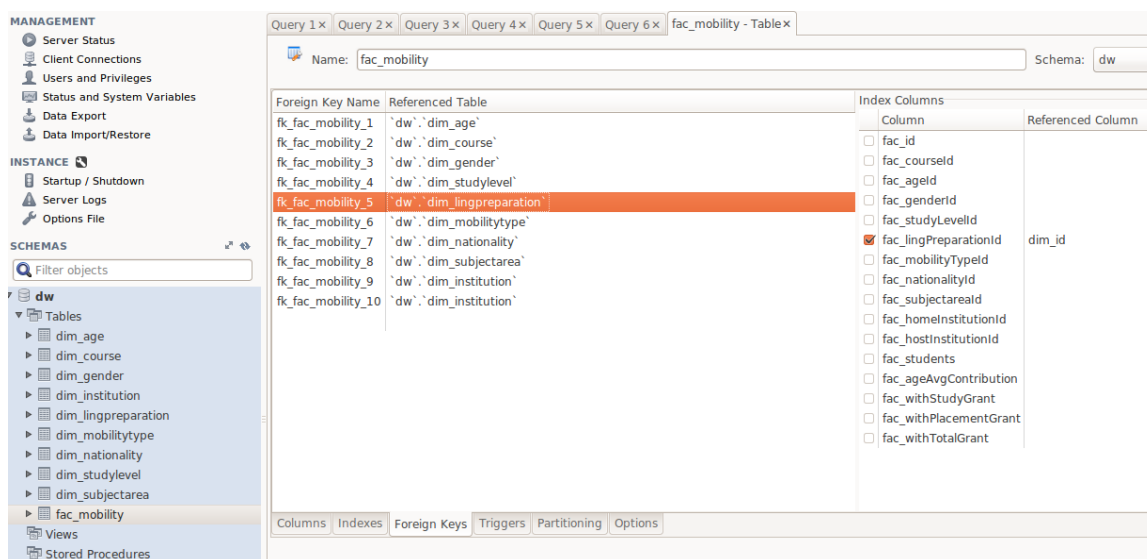 MANAGEMENT
Server Status
Client Connections
Users and Privileges
Status and System Variables
Data Export
Data Import/Restore
INSTANCE
Startup / Shutdown
Server Logs
Options File
SCHEMAS
Filter objects
dw
Tables
dim_age
dim_course
dim_gender
dim_institution
dim_lingpreparation
dim_mobilitytype
dim_nationality
dim_studylevel
dim_subjectarea
fac_mobility
Views
Stored Procedures
Query 1 × Query 2 × Query 3 × Query 4 × Query 5 × Query 6 × fac_mobility - Table ×
Name: fac_mobility Schema: dw
Foreign Key Name Referenced Table
fk_fac_mobility_1 `dw`.`dim_age`
fk_fac_mobility_2 `dw`.`dim_course`
fk_fac_mobility_3 `dw`.`dim_gender`
fk_fac_mobility_4 `dw`.`dim_studylevel`
fk_fac_mobility_5 `dw`.`dim_lingpreparation`
fk_fac_mobility_6 `dw`.`dim_mobilitytype`
fk_fac_mobility_7 `dw`.`dim_nationality`
fk_fac_mobility_8 `dw`.`dim_subjectarea`
fk_fac_mobility_9 `dw`.`dim_institution`
fk_fac_mobility_10 `dw`.`dim_institution`
Index Columns
Column Referenced Column
fac_id
fac_courseId
fac_ageId
fac_genderId
fac_studyLevelId
fac_lingPreparationId dim_id
fac_mobilityTypeId
fac_nationalityId
fac_subjectareaId
fac_homeInstitutionId
fac_hostInstitutionId
fac_students
fac_ageAvgContribution
fac_withStudyGrant
fac_withPlacementGrant
fac_withTotalGrant
Columns Indexes Foreign Keys Triggers Partitioning Options